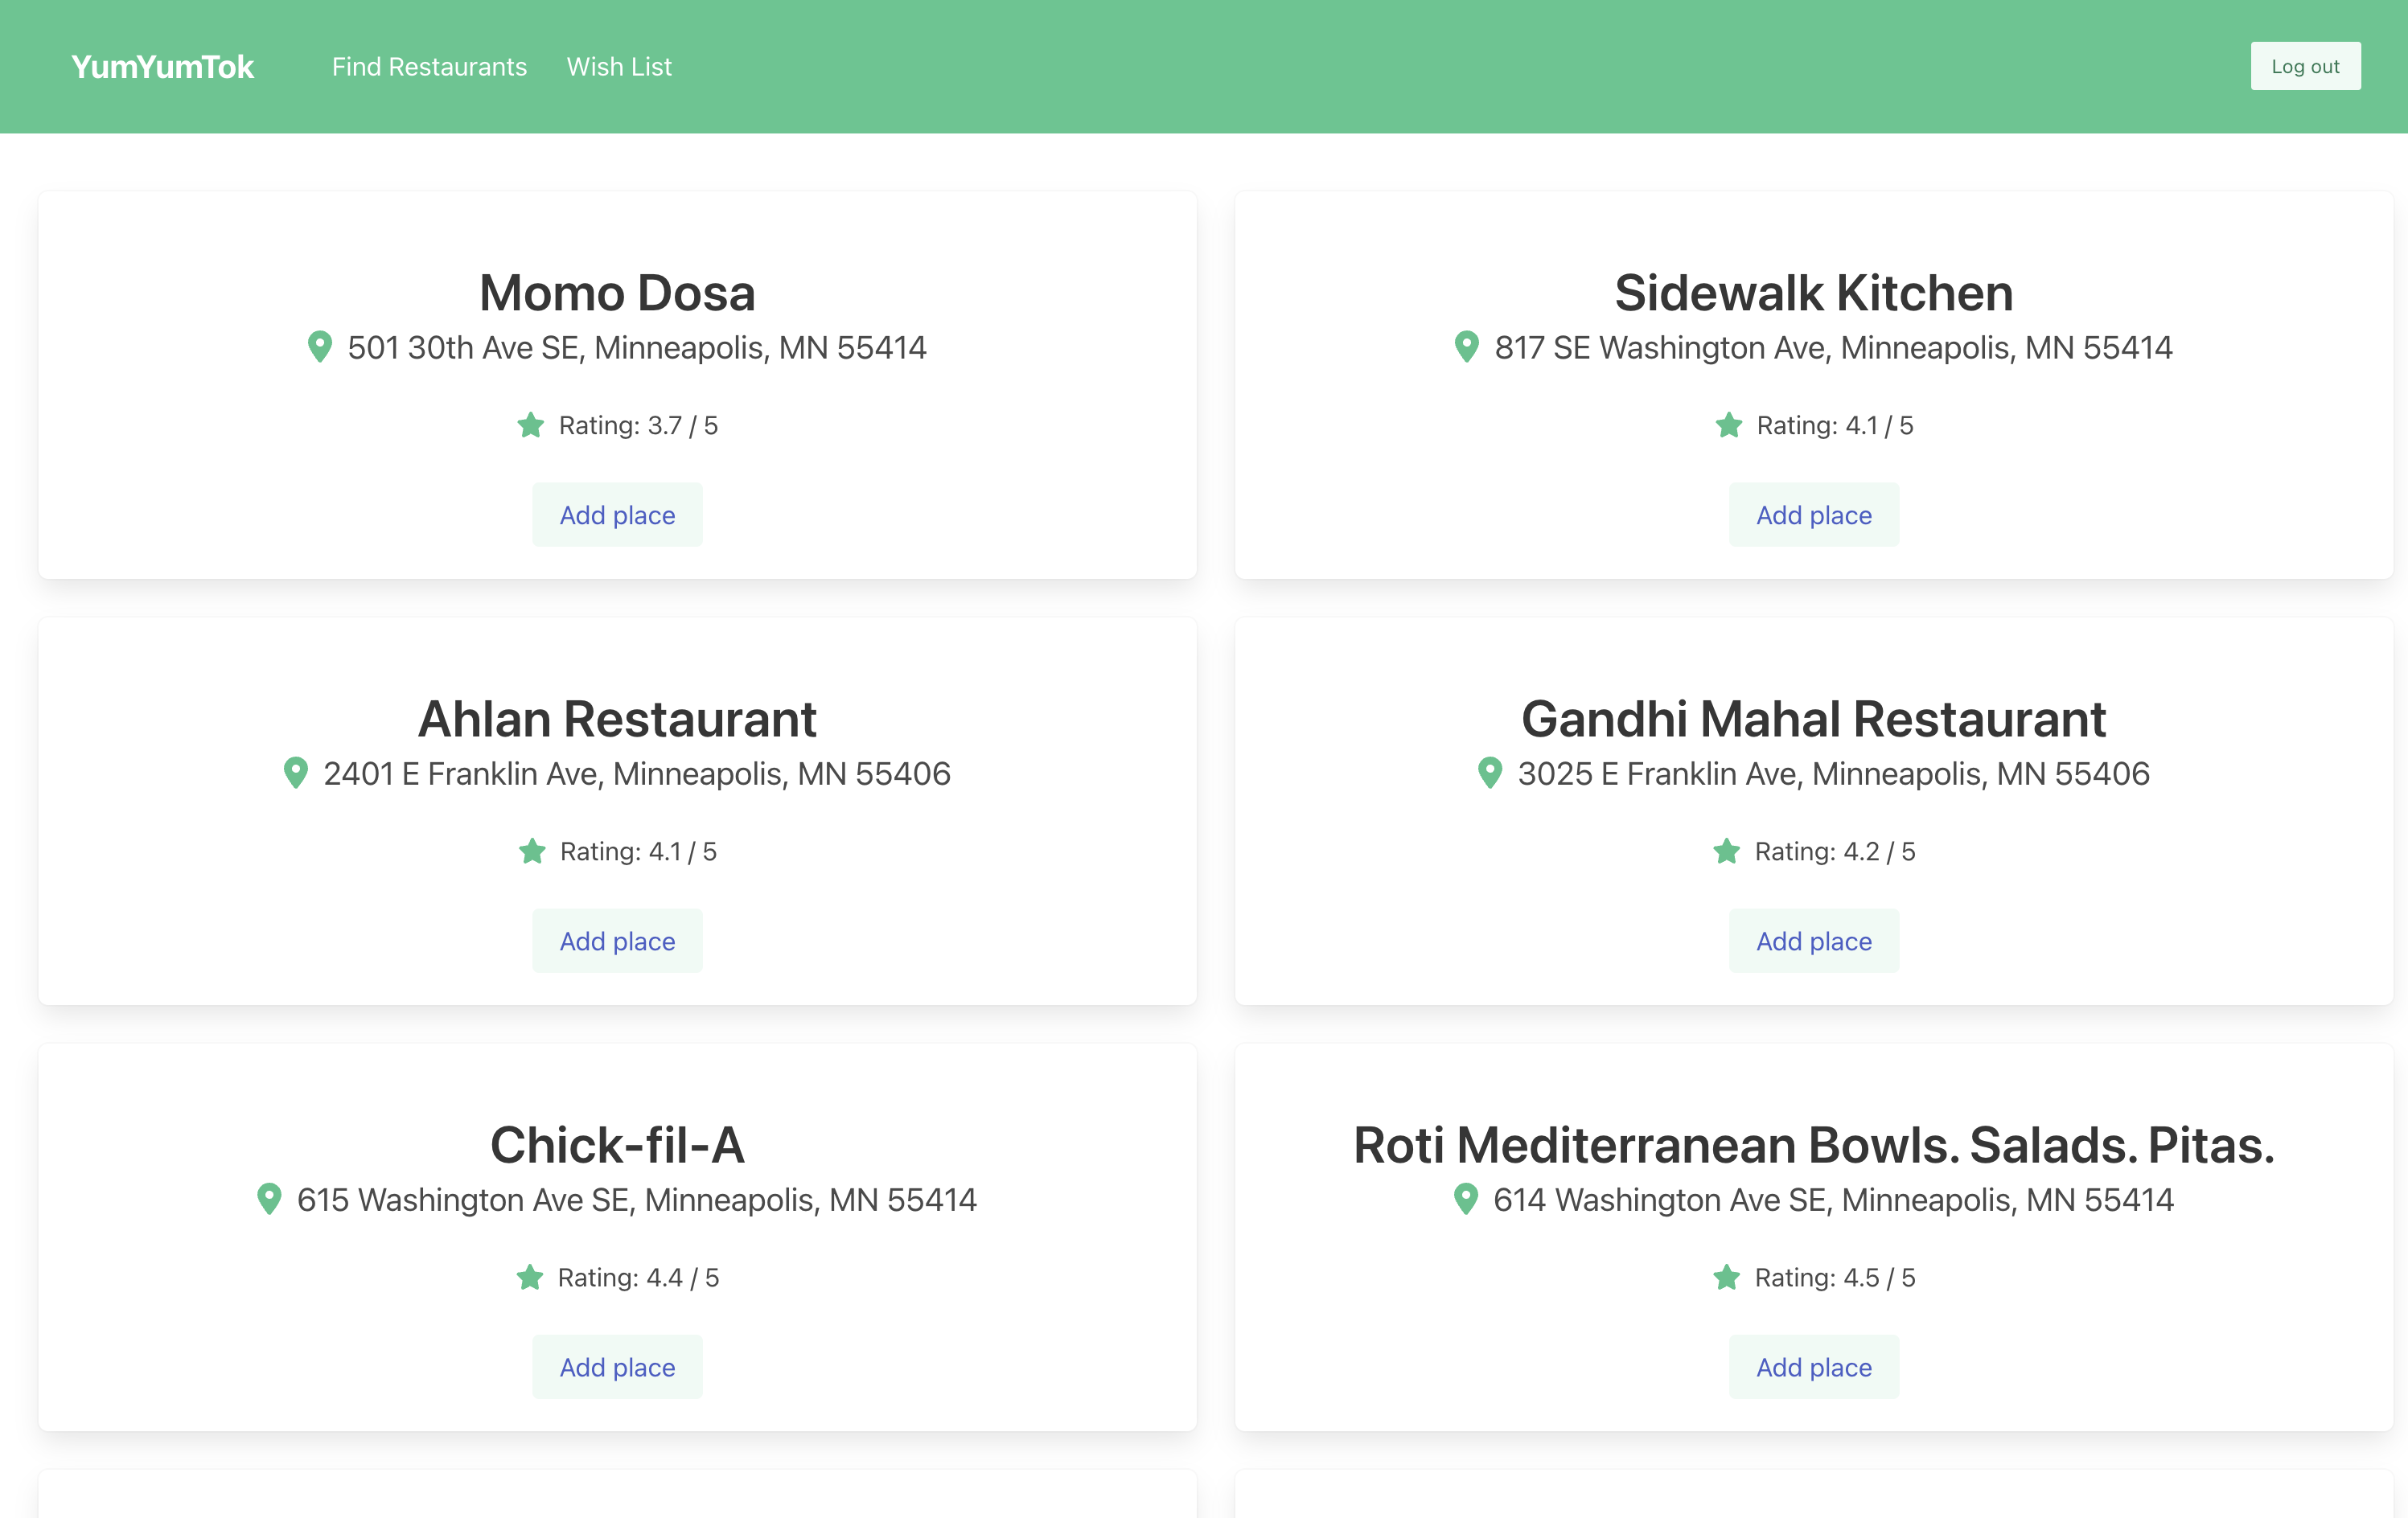 YumYumTok
Find Restaurants
Wish List
Log out
Momo Dosa
501 30th Ave SE, Minneapolis, MN 55414
Rating: 3.7 / 5
Add place
Sidewalk Kitchen
817 SE Washington Ave, Minneapolis, MN 55414
Rating: 4.1 / 5
Add place
Ahlan Restaurant
2401 E Franklin Ave, Minneapolis, MN 55406
Rating: 4.1 / 5
Add place
Gandhi Mahal Restaurant
3025 E Franklin Ave, Minneapolis, MN 55406
Rating: 4.2 / 5
Add place
Chick-fil-A
615 Washington Ave SE, Minneapolis, MN 55414
Rating: 4.4 / 5
Add place
Roti Mediterranean Bowls. Salads. Pitas.
614 Washington Ave SE, Minneapolis, MN 55414
Rating: 4.5 / 5
Add place